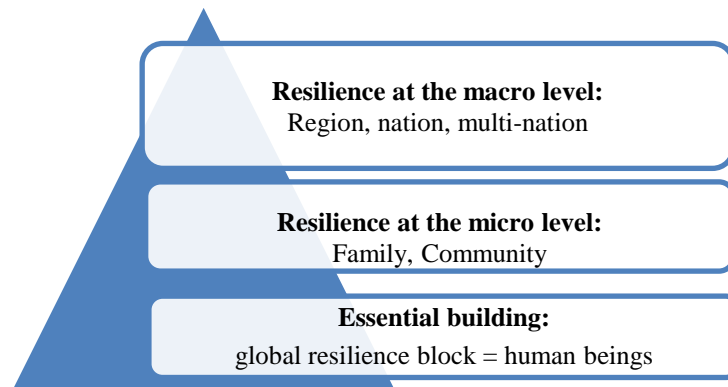 Resilience at the macro level:
Region, nation, multi-nation
Resilience at the micro level:
Family, Community
Essential building:
global resilience block = human beings